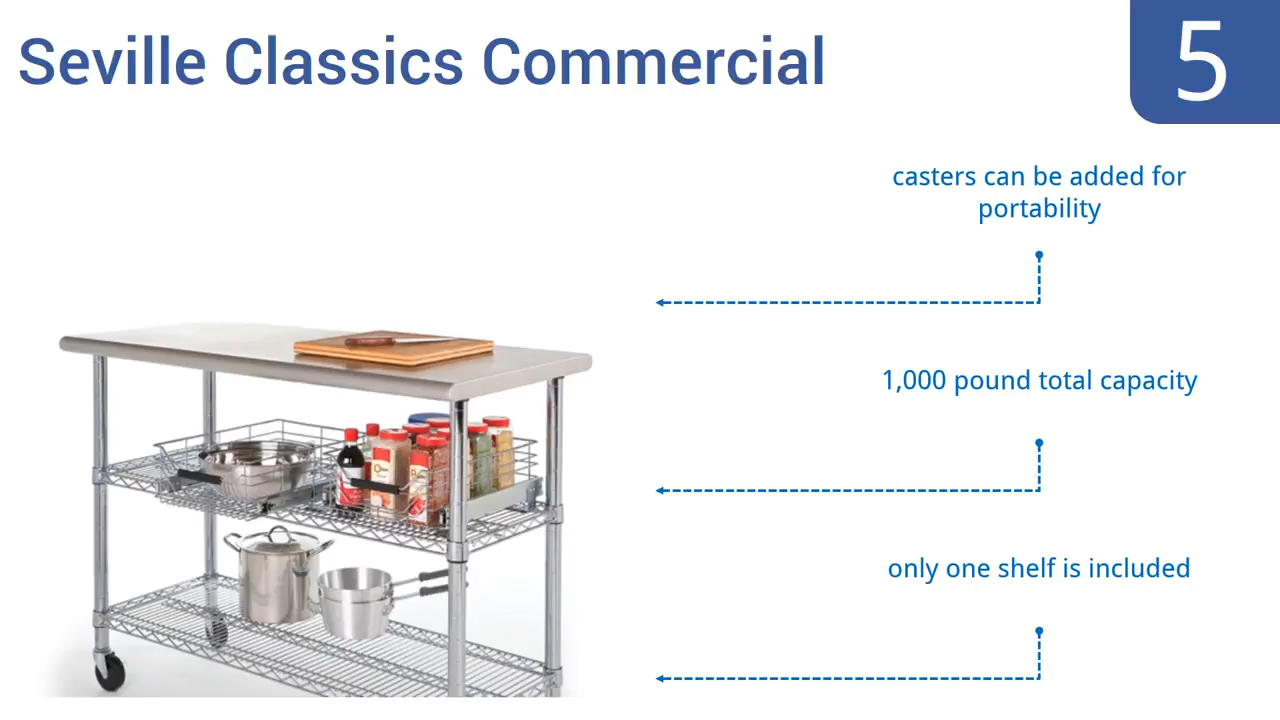 Seville Classics Commercial
5
casters can be added for
portability
1,000 pound total capacity
only one shelf is included